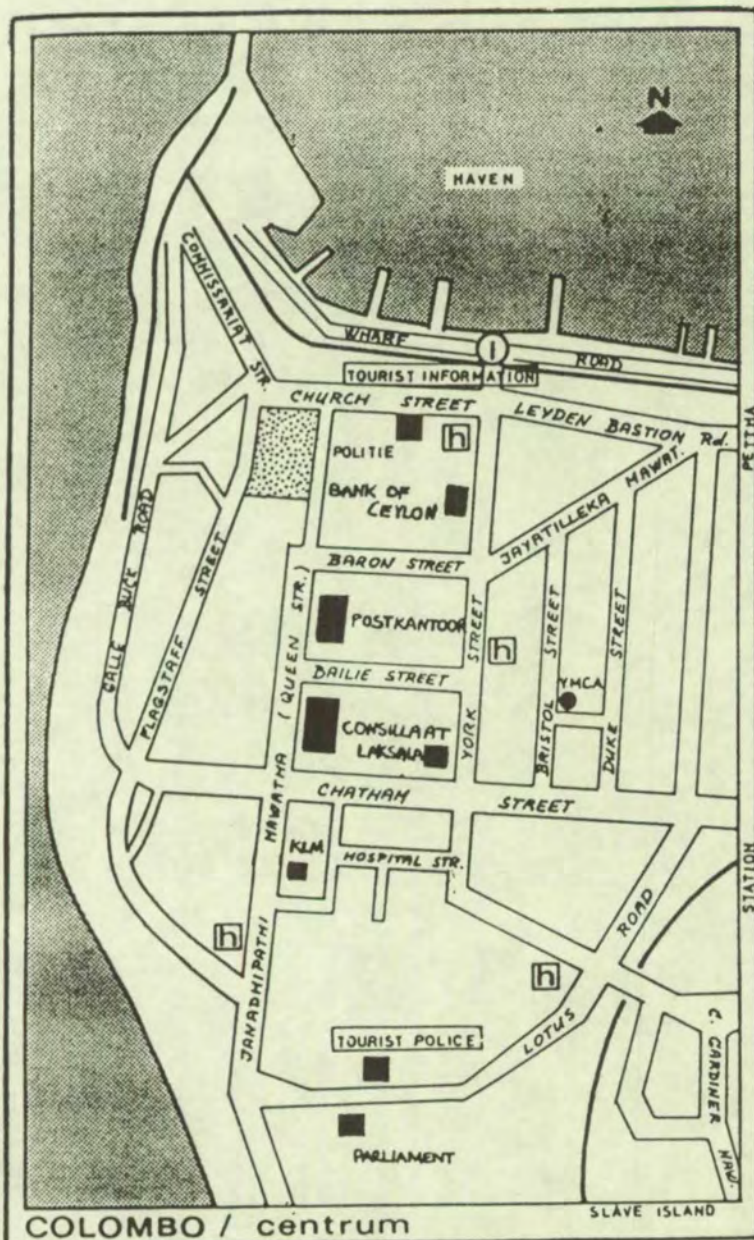 N
HAVEN
COMMISSARIAT STR.
WHARF ROAD
I
TOURIST INFORMATION
CHURCH STREET
LEYDEN BASTION Rd.
PETTHA
POLITIE
h
BANK OF
CEYLON
JAYATILLEKA MAWAT.
GALLE BUCK ROAD
FLAGSTAFF STREET
BARON STREET
JANADHIPATHI MAWATHA (QUEEN STR.)
POSTKANTOOR
YORK STREET
h
BRISTOL STREET
DUKE STREET
YMCA
BAILIE STREET
CONSILLAAT
LAKSALA
CHATHAM STREET
KLM
HOSPITAL STR.
STATION
h
h
LOTUS ROAD
C. GARDINER MAW.
TOURIST POLICE
PARLIAMENT
SLAVE ISLAND
COLOMBO / centrum